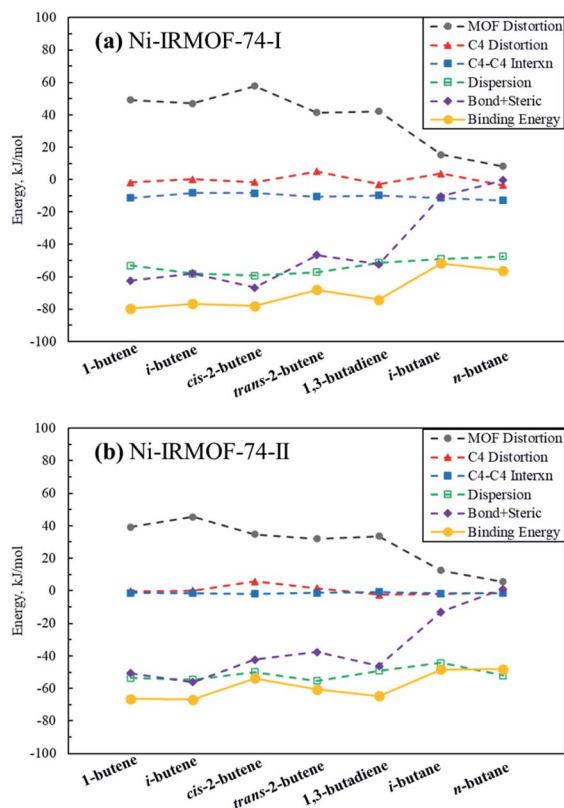 (a) Ni-IRMOF-74-I
MOF Distortion
C4 Distortion
C4-C4 Interxn
Dispersion
Bond+Steric
Binding Energy
Energy, kJ/mol
100
80
60
40
20
0
-20
-40
-60
-80
-100
1-butene
i-butene
cis-2-butene
trans-2-butene
1,3-butadiene
i-butane
n-butane
(b) Ni-IRMOF-74-II
MOF Distortion
C4 Distortion
C4-C4 Interxn
Dispersion
Bond+Steric
Binding Energy
Energy, kJ/mol
100
80
60
40
20
0
-20
-40
-60
-80
-100
1-butene
i-butene
cis-2-butene
trans-2-butene
1,3-butadiene
i-butane
n-butane